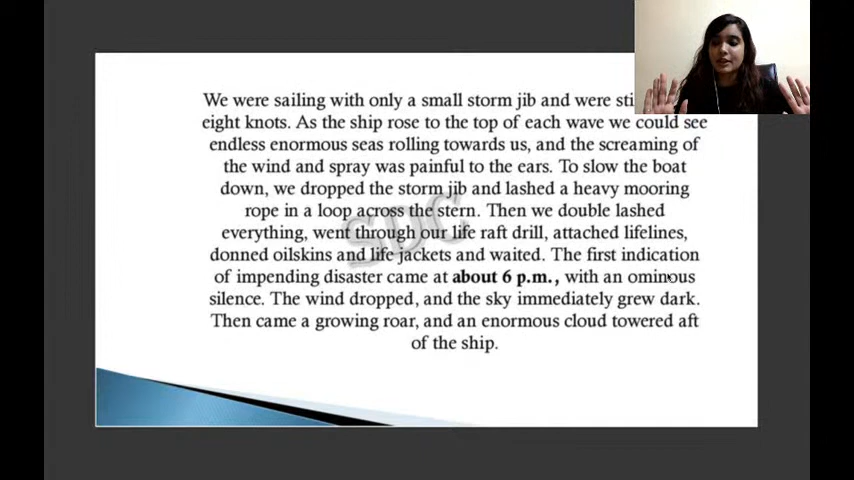 We were sailing with only a small storm jib and were
eight knots. As the ship rose to the top of each wave we could see
endless enormous seas rolling towards us, and the screaming of
the wind and spray was painful to the ears. To slow the boat
down, we dropped the storm jib and lashed a heavy mooring
rope in a loop across the stern. Then we double lashed
everything, went through our life raft drill, attached lifelines,
donned oilskins and life jackets and waited. The first indication
of impending disaster came at about 6 p.m., with an ominous
silence. The wind dropped, and the sky immediately grew dark.
Then came a growing roar, and an enormous cloud towered aft
of the ship.
SDC